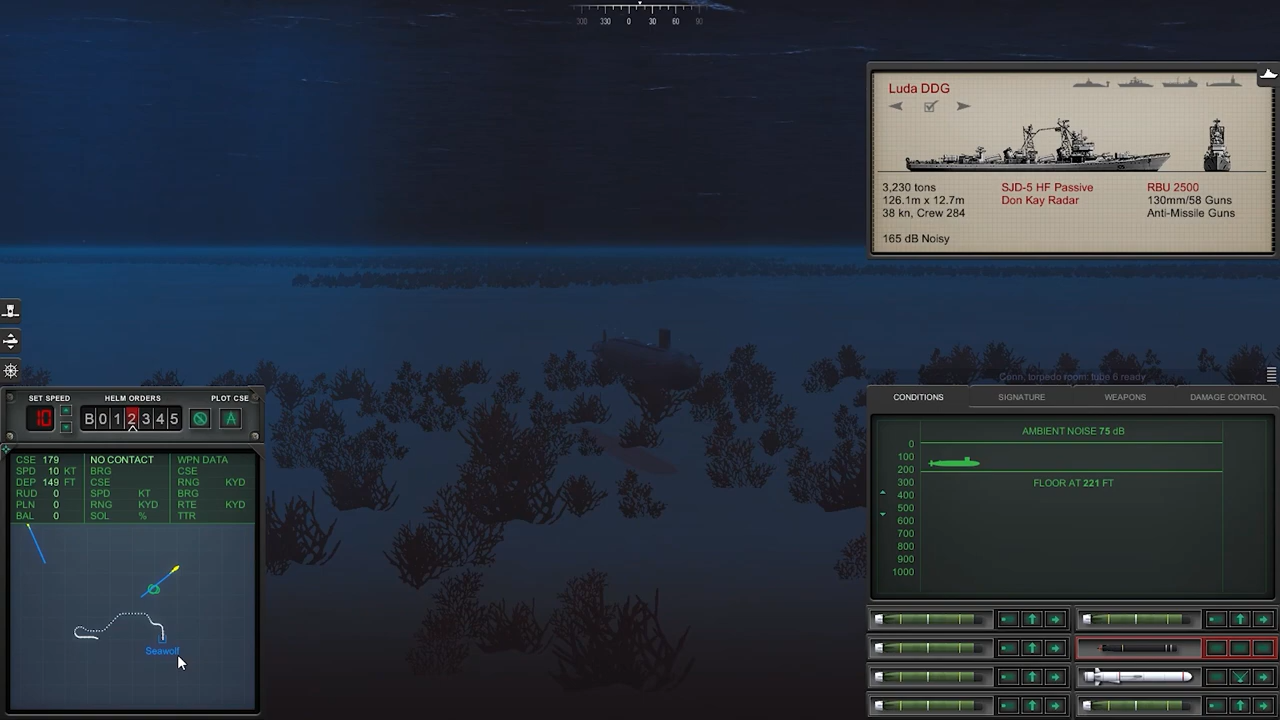 300 330 0 30 60 90
Luda DDG
3,230 tons
126.1m x 12.7m
38 kn, Crew 284
165 dB Noisy
SJD-5 HF Passive
Don Kay Radar
RBU 2500
130mm/58 Guns
Anti-Missile Guns
Conn, torpedo room: tube 6 ready
SET SPEED HELM ORDERS PLOT CSE
10 B 0 1 2 3 4 5 A
CSE 179
SPD 10 KT
DEP 149 FT
RUD 0
PLN 0
BAL 0
NO CONTACT
BRG
CSE
SPD KT
RNG KYD
SOL %
WPN DATA
CSE
RNG KYD
BRG
RTE KYD
TTR
Seawolf
CONDITIONS SIGNATURE WEAPONS DAMAGE CONTROL
AMBIENT NOISE 75 dB
0
100
200
300
400
500
600
700
800
900
1000
FLOOR AT 221 FT